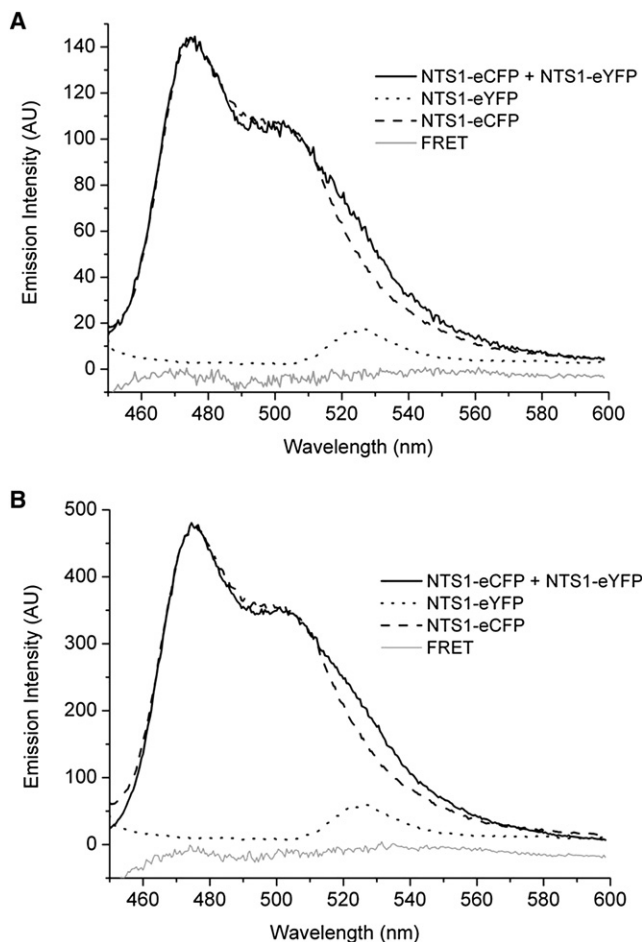 A
140
120
100
80
60
40
20
0
Emission Intensity (AU)
NTS1-eCFP + NTS1-eYFP
NTS1-eYFP
NTS1-eCFP
FRET
460 480 500 520 540 560 580 600
Wavelength (nm)
B
500
400
300
200
100
0
Emission Intensity (AU)
NTS1-eCFP + NTS1-eYFP
NTS1-eYFP
NTS1-eCFP
FRET
460 480 500 520 540 560 580 600
Wavelength (nm)